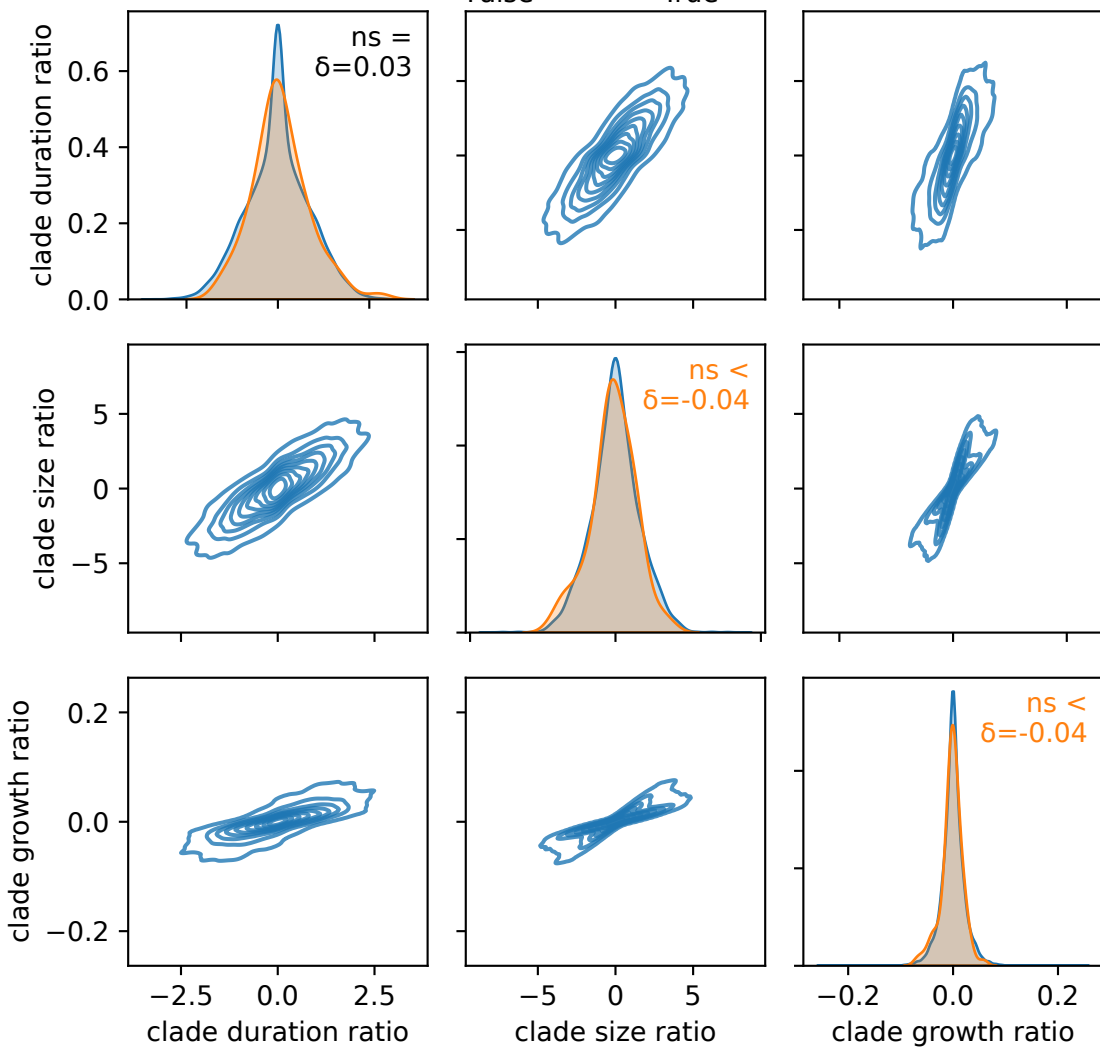 clade duration ratio
0.6
0.4
0.2
0.0
ns =
δ=0.03
clade size ratio
5
0
−5
ns <
δ=-0.04
clade growth ratio
0.2
0.0
−0.2
ns <
δ=-0.04
−2.5 0.0 2.5
−5 0 5
−0.2 0.0 0.2
clade duration ratio
clade size ratio
clade growth ratio